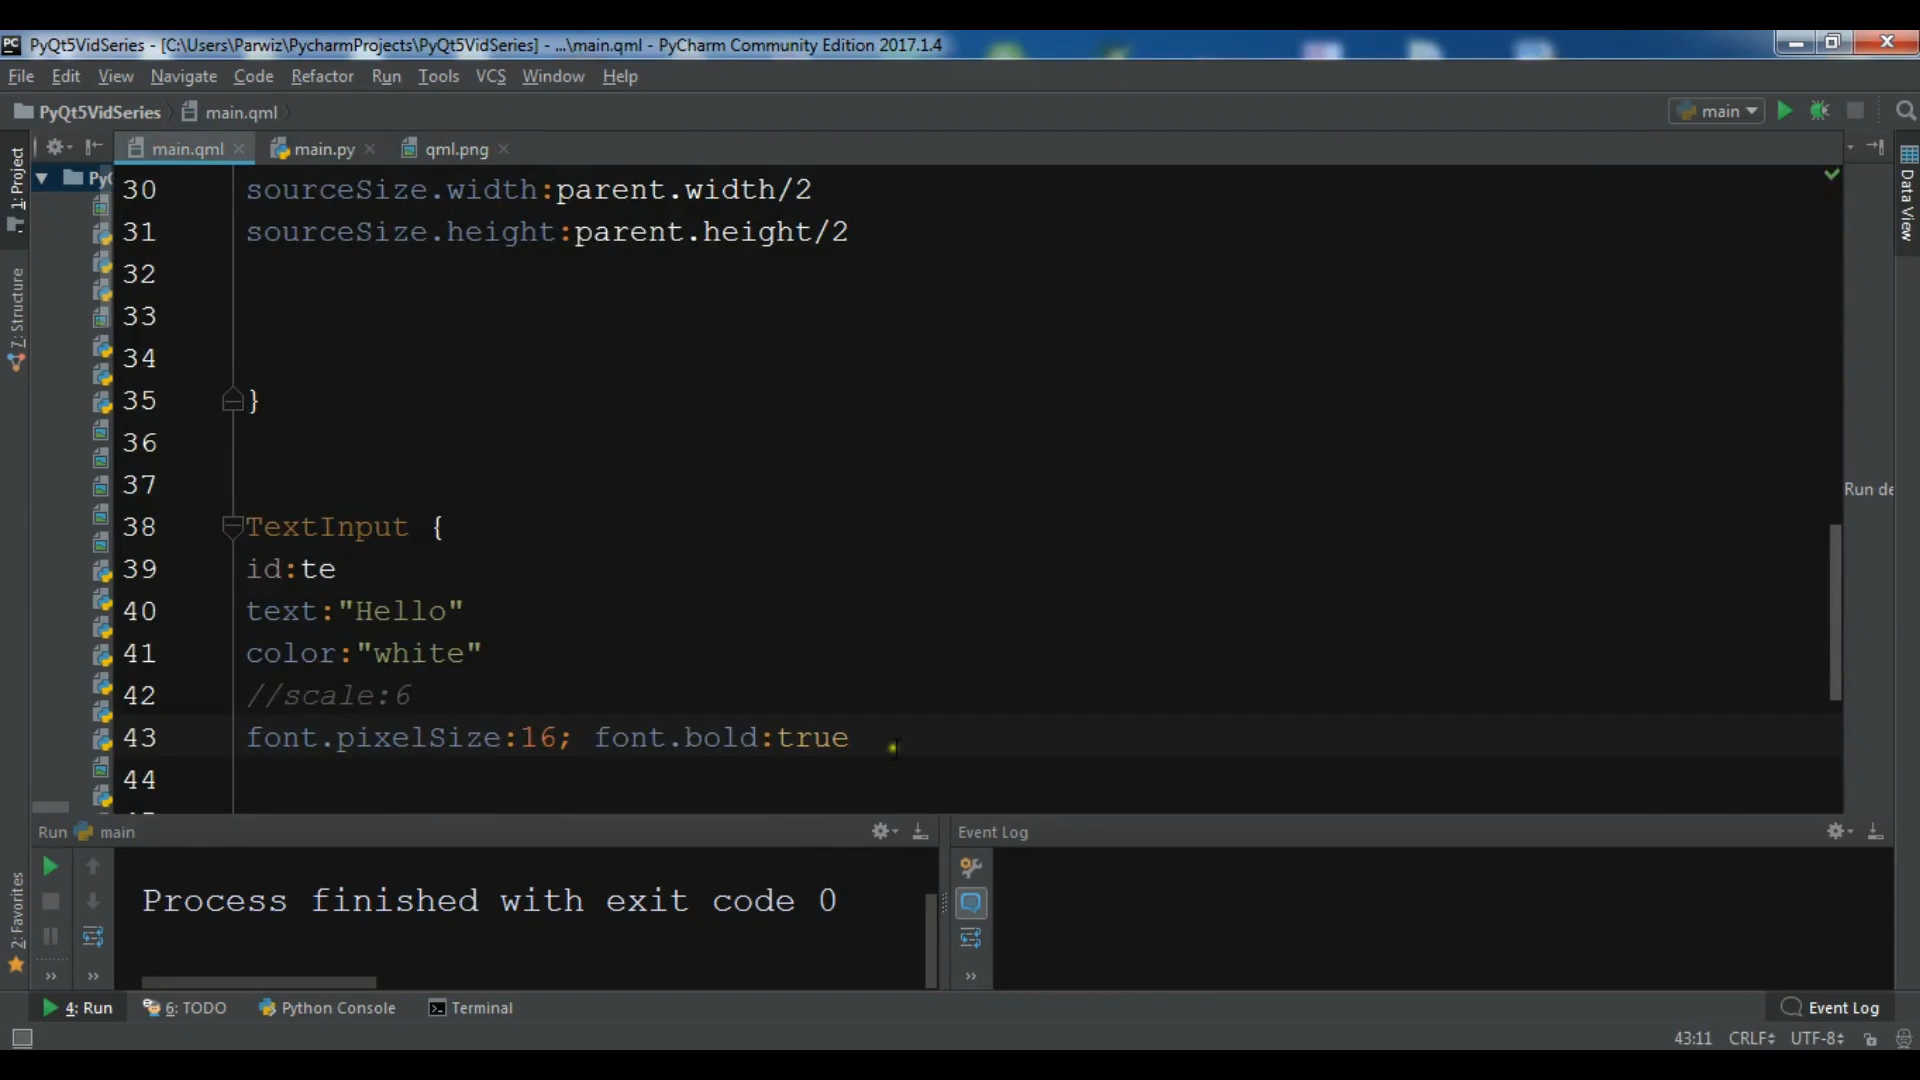 PyQt5VidSeries - [C:\Users\Parwiz\PycharmProjects\PyQt5VidSeries] - ...\main.qml - PyCharm Community Edition 2017.1.4
File Edit View Navigate Code Refactor Run Tools VCS Window Help
PyQt5VidSeries main.qml main
main.qml main.py qml.png
1: Project
7: Structure
2: Favorites
Data View
30 sourceSize.width:parent.width/2
31 sourceSize.height:parent.height/2
32
33
34
35 }
36
37
38 TextInput {
39 id:te
40 text:"Hello"
41 color:"white"
42 //scale:6
43 font.pixelSize:16; font.bold:true
44
Run de
Run main
Event Log
Process finished with exit code 0
4: Run 6: TODO Python Console Terminal Event Log
43:11 CRLF UTF-8